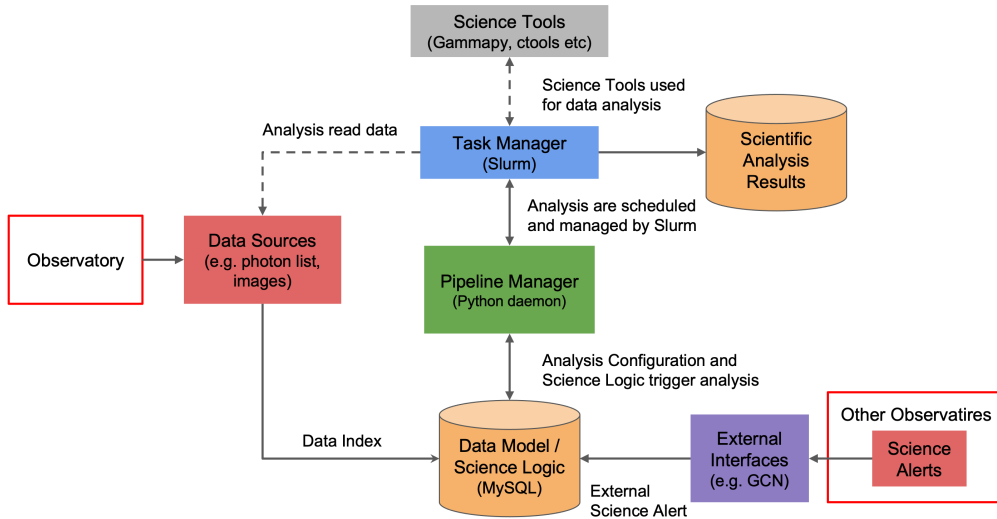 Science Tools
(Gammapy, ctools etc)
Science Tools used
for data analysis
Analysis read data
Task Manager
(Slurm)
Scientific
Analysis
Results
Analysis are scheduled
and managed by Slurm
Observatory
Data Sources
(e.g. photon list,
images)
Pipeline Manager
(Python daemon)
Analysis Configuration and
Science Logic trigger analysis
Other Observatires
Data Index
Data Model /
Science Logic
(MySQL)
External
Interfaces
(e.g. GCN)
Science
Alerts
External
Science Alert